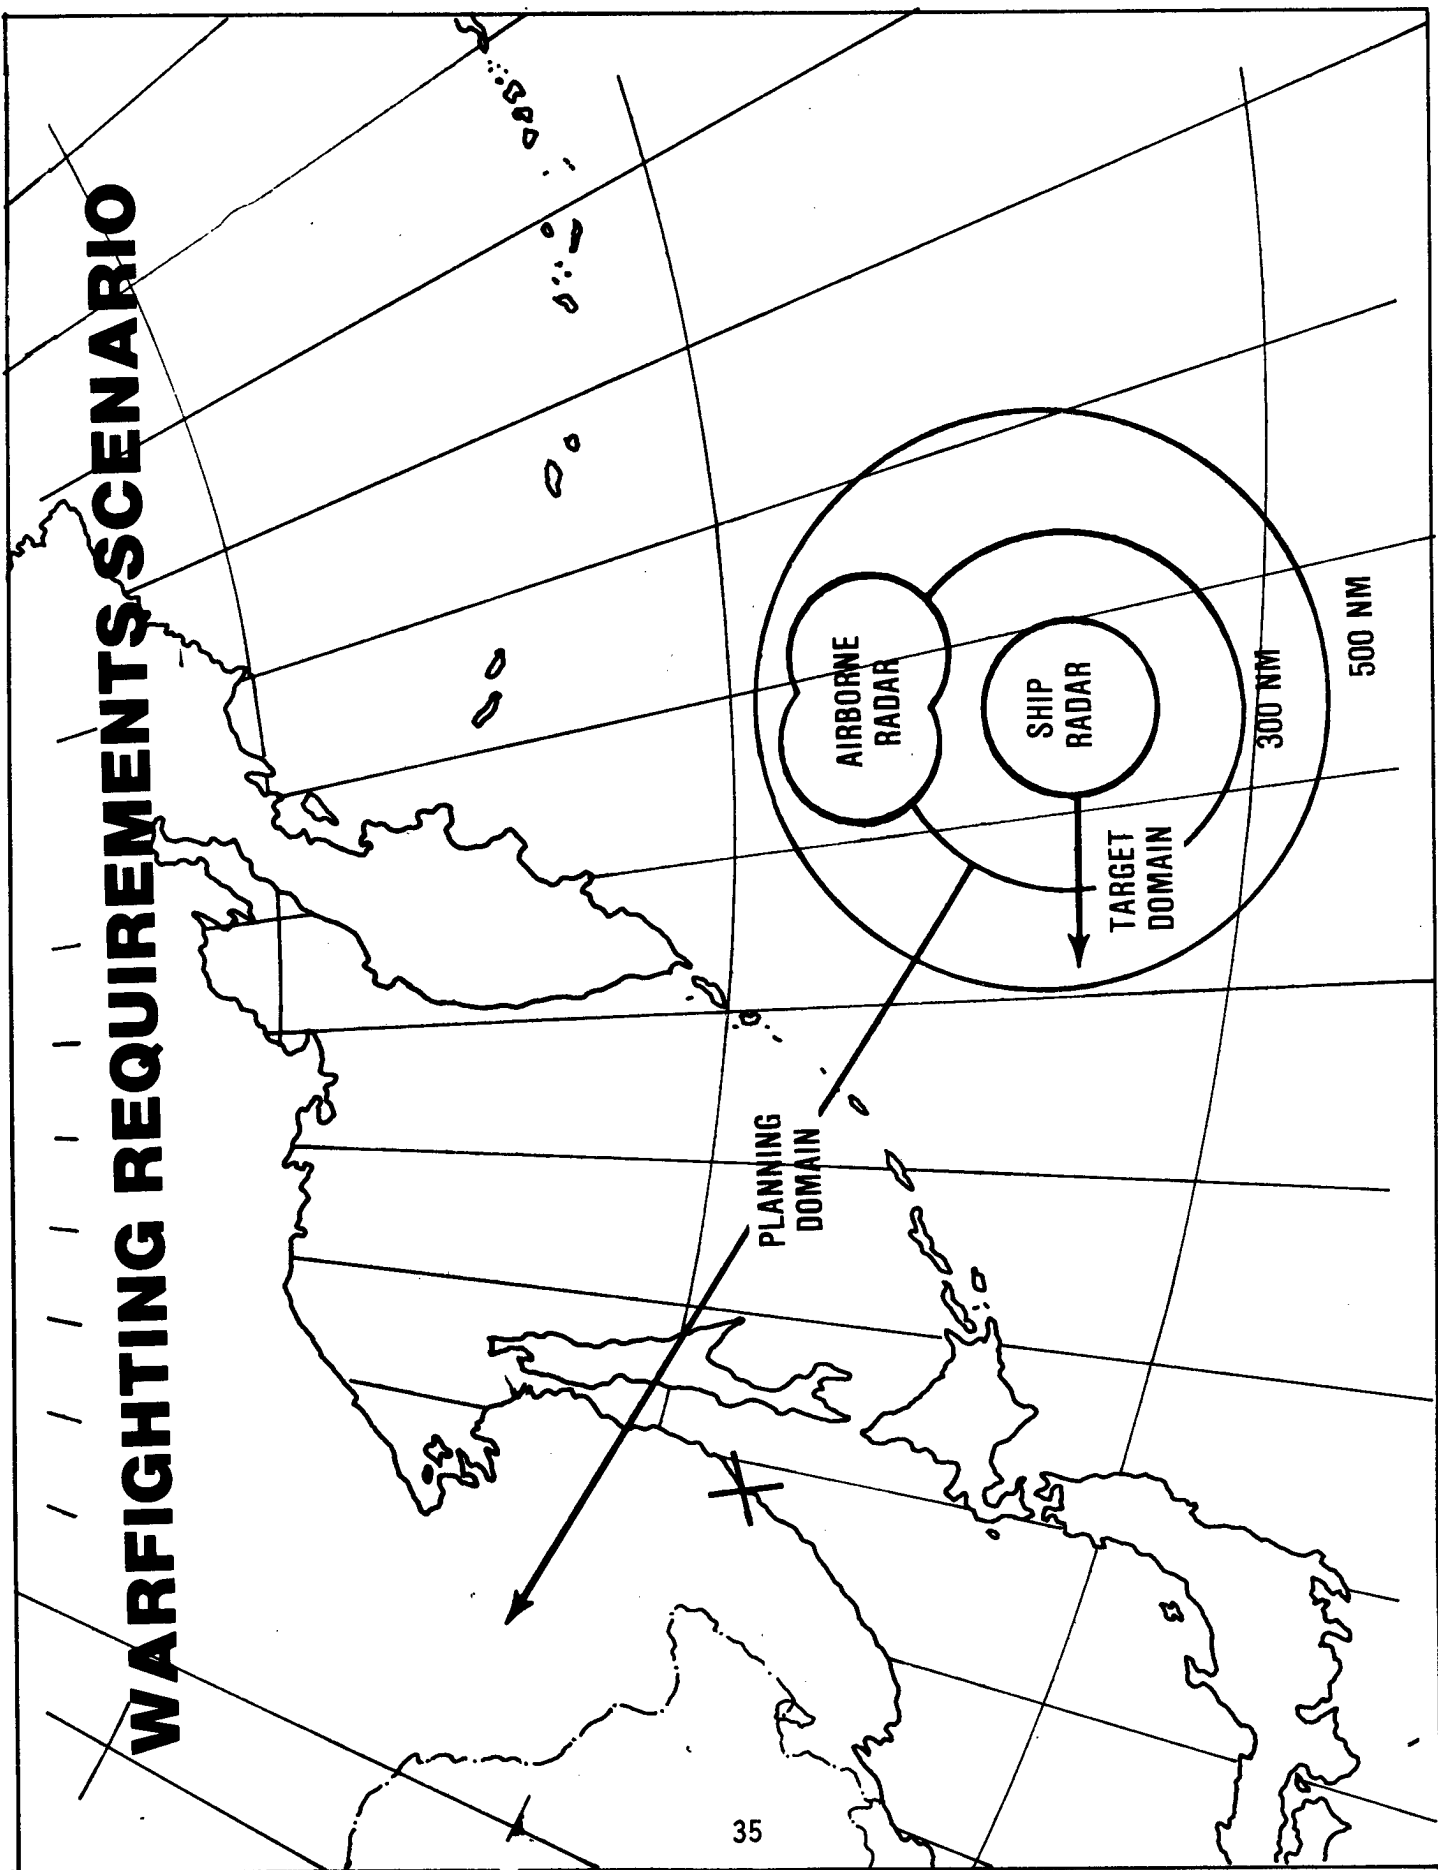 WARFIGHTING REQUIREMENTS SCENARIO
PLANNING
DOMAIN
AIRBORNE
RADAR
SHIP
RADAR
TARGET
DOMAIN
300 NM
500 NM
35